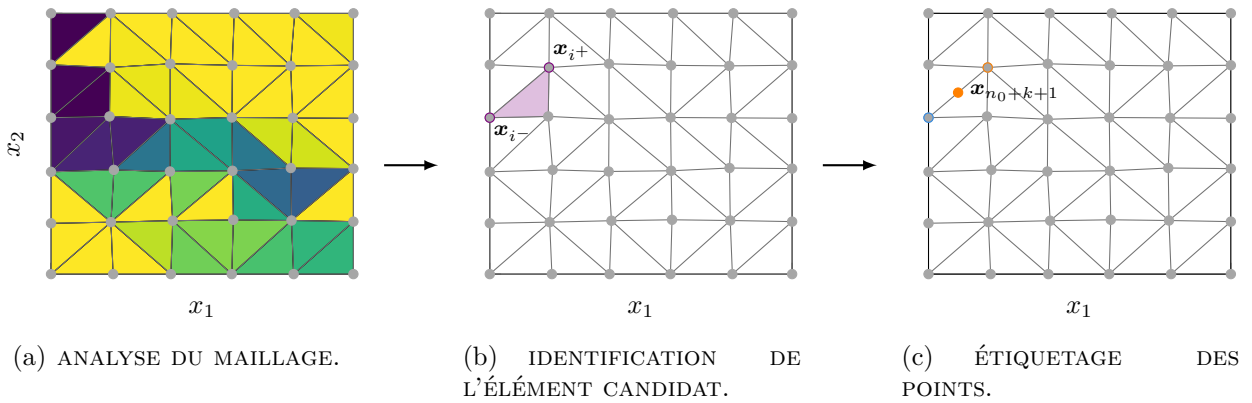 x_2
x_1
(a) ANALYSE DU MAILLAGE.
x_{i^+}
x_{i^-}
x_1
(b) IDENTIFICATION DE
L'ÉLÉMENT CANDIDAT.
x_{n_0+k+1}
x_1
(c) ÉTIQUETAGE DES
POINTS.